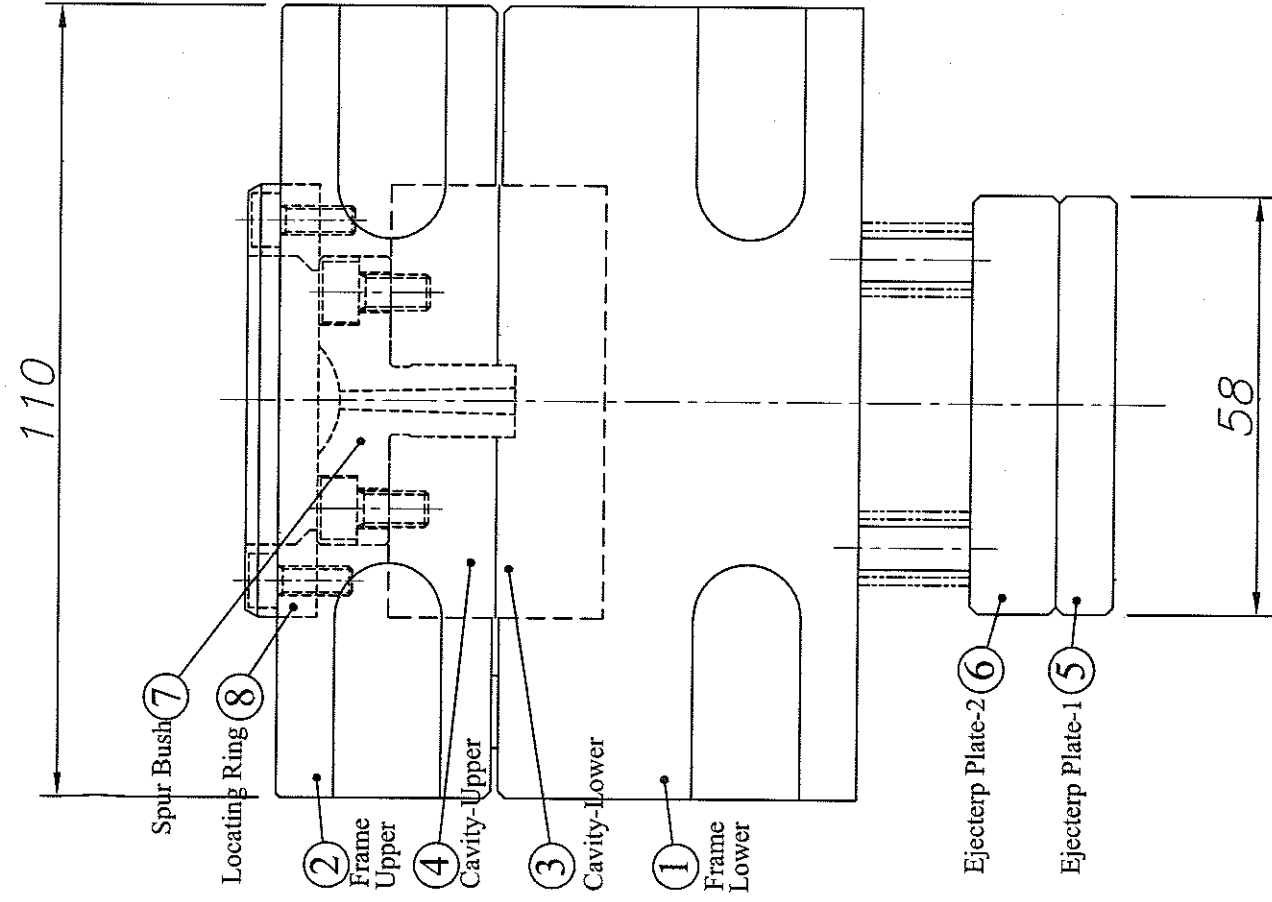 110
Spur Bush 7
Locating Ring 8
2
Frame
Upper
4
Cavity-Upper
3
Cavity-Lower
1
Frame
Lower
Ejecterp Plate-2 6
Ejecterp Plate-1 5
58